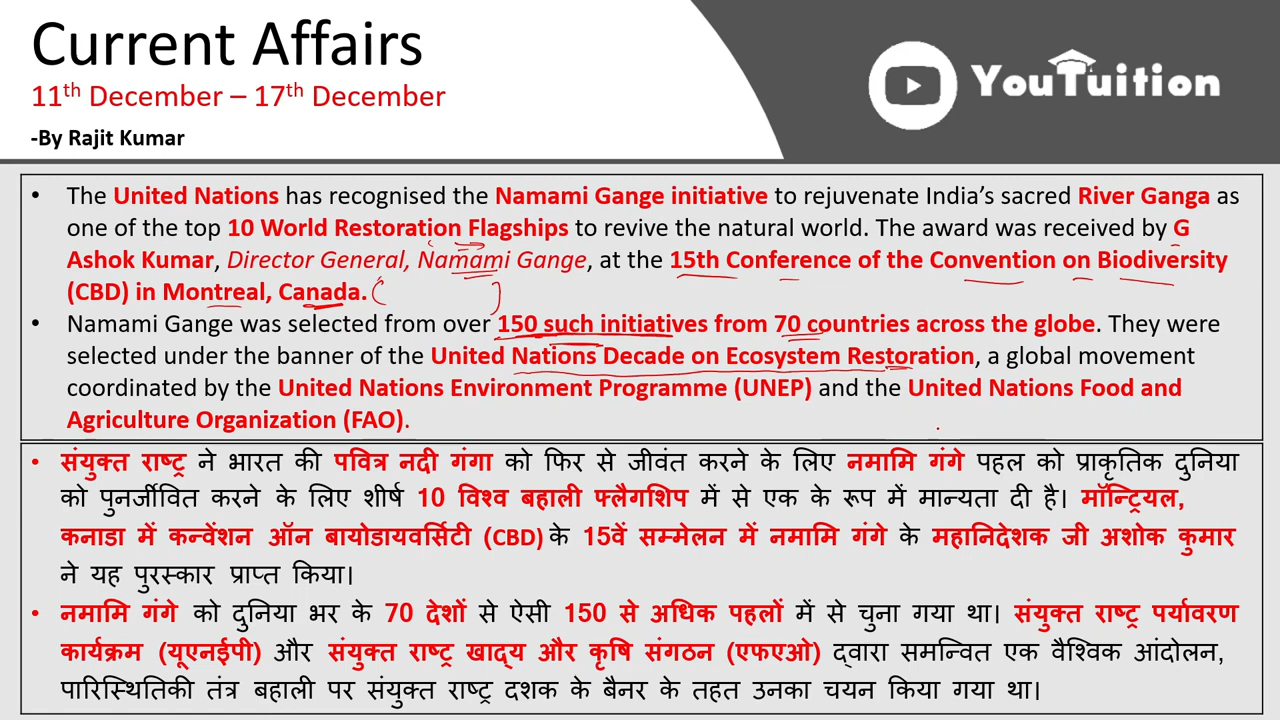 Current Affairs
11th December – 17th December
-By Rajit Kumar
YouTuition
• The United Nations has recognised the Namami Gange initiative to rejuvenate India’s sacred River Ganga as
one of the top 10 World Restoration Flagships to revive the natural world. The award was received by G
Ashok Kumar, Director General, Namami Gange, at the 15th Conference of the Convention on Biodiversity
(CBD) in Montreal, Canada.
• Namami Gange was selected from over 150 such initiatives from 70 countries across the globe. They were
selected under the banner of the United Nations Decade on Ecosystem Restoration, a global movement
coordinated by the United Nations Environment Programme (UNEP) and the United Nations Food and
Agriculture Organization (FAO).
• संयुक्त राष्ट्र ने भारत की पवित्र नदी गंगा को फिर से जीवंत करने के लिए नमामि गंगे पहल को प्राकृतिक दुनिया
को पुनर्जीवित करने के लिए शीर्ष 10 विश्व बहाली फ्लैगशिप में से एक के रूप में मान्यता दी है। मॉन्ट्रियल,
कनाडा में कन्वेंशन ऑन बायोडायवर्सिटी (CBD) के 15वें सम्मेलन में नमामि गंगे के महानिदेशक जी अशोक कुमार
ने यह पुरस्कार प्राप्त किया।
• नमामि गंगे को दुनिया भर के 70 देशों से ऐसी 150 से अधिक पहलों में से चुना गया था। संयुक्त राष्ट्र पर्यावरण
कार्यक्रम (यूएनईपी) और संयुक्त राष्ट्र खाद्य और कृषि संगठन (एफएओ) द्वारा समन्वित एक वैश्विक आंदोलन,
पारिस्थितिकी तंत्र बहाली पर संयुक्त राष्ट्र दशक के बैनर के तहत उनका चयन किया गया था।